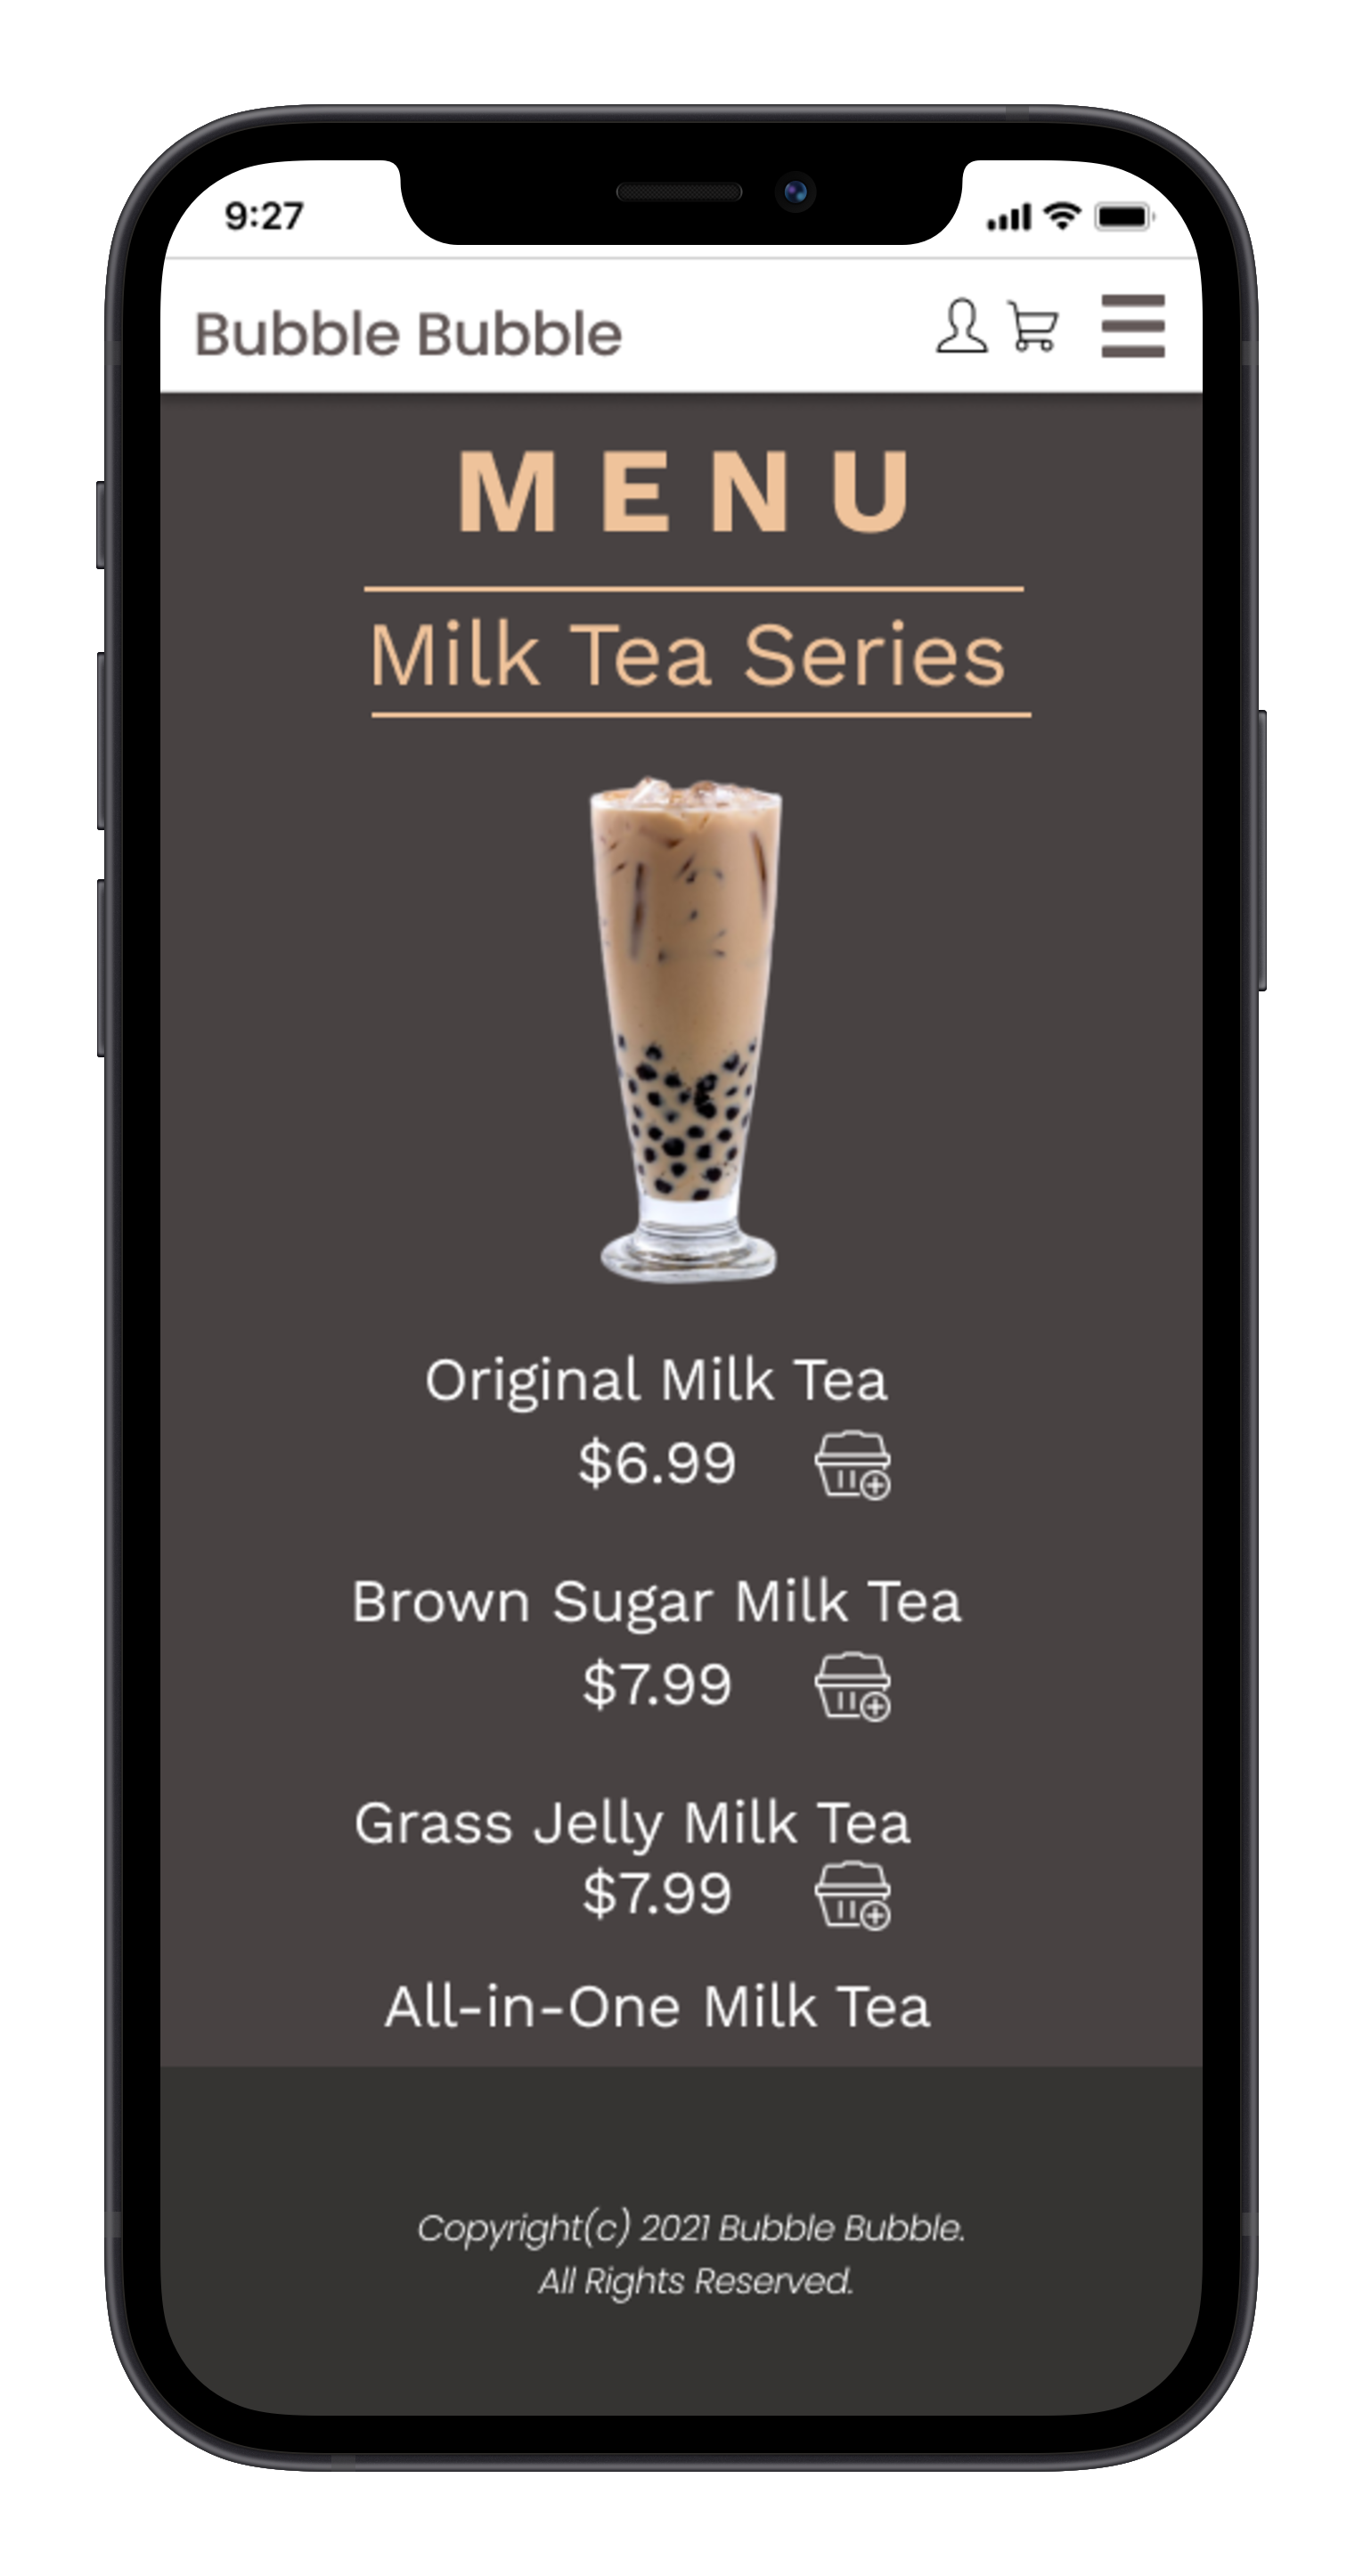 9:27
Bubble Bubble
MENU
Milk Tea Series
Original Milk Tea
$6.99
Brown Sugar Milk Tea
$7.99
Grass Jelly Milk Tea
$7.99
All-in-One Milk Tea
Copyright(c) 2021 Bubble Bubble.
All Rights Reserved.